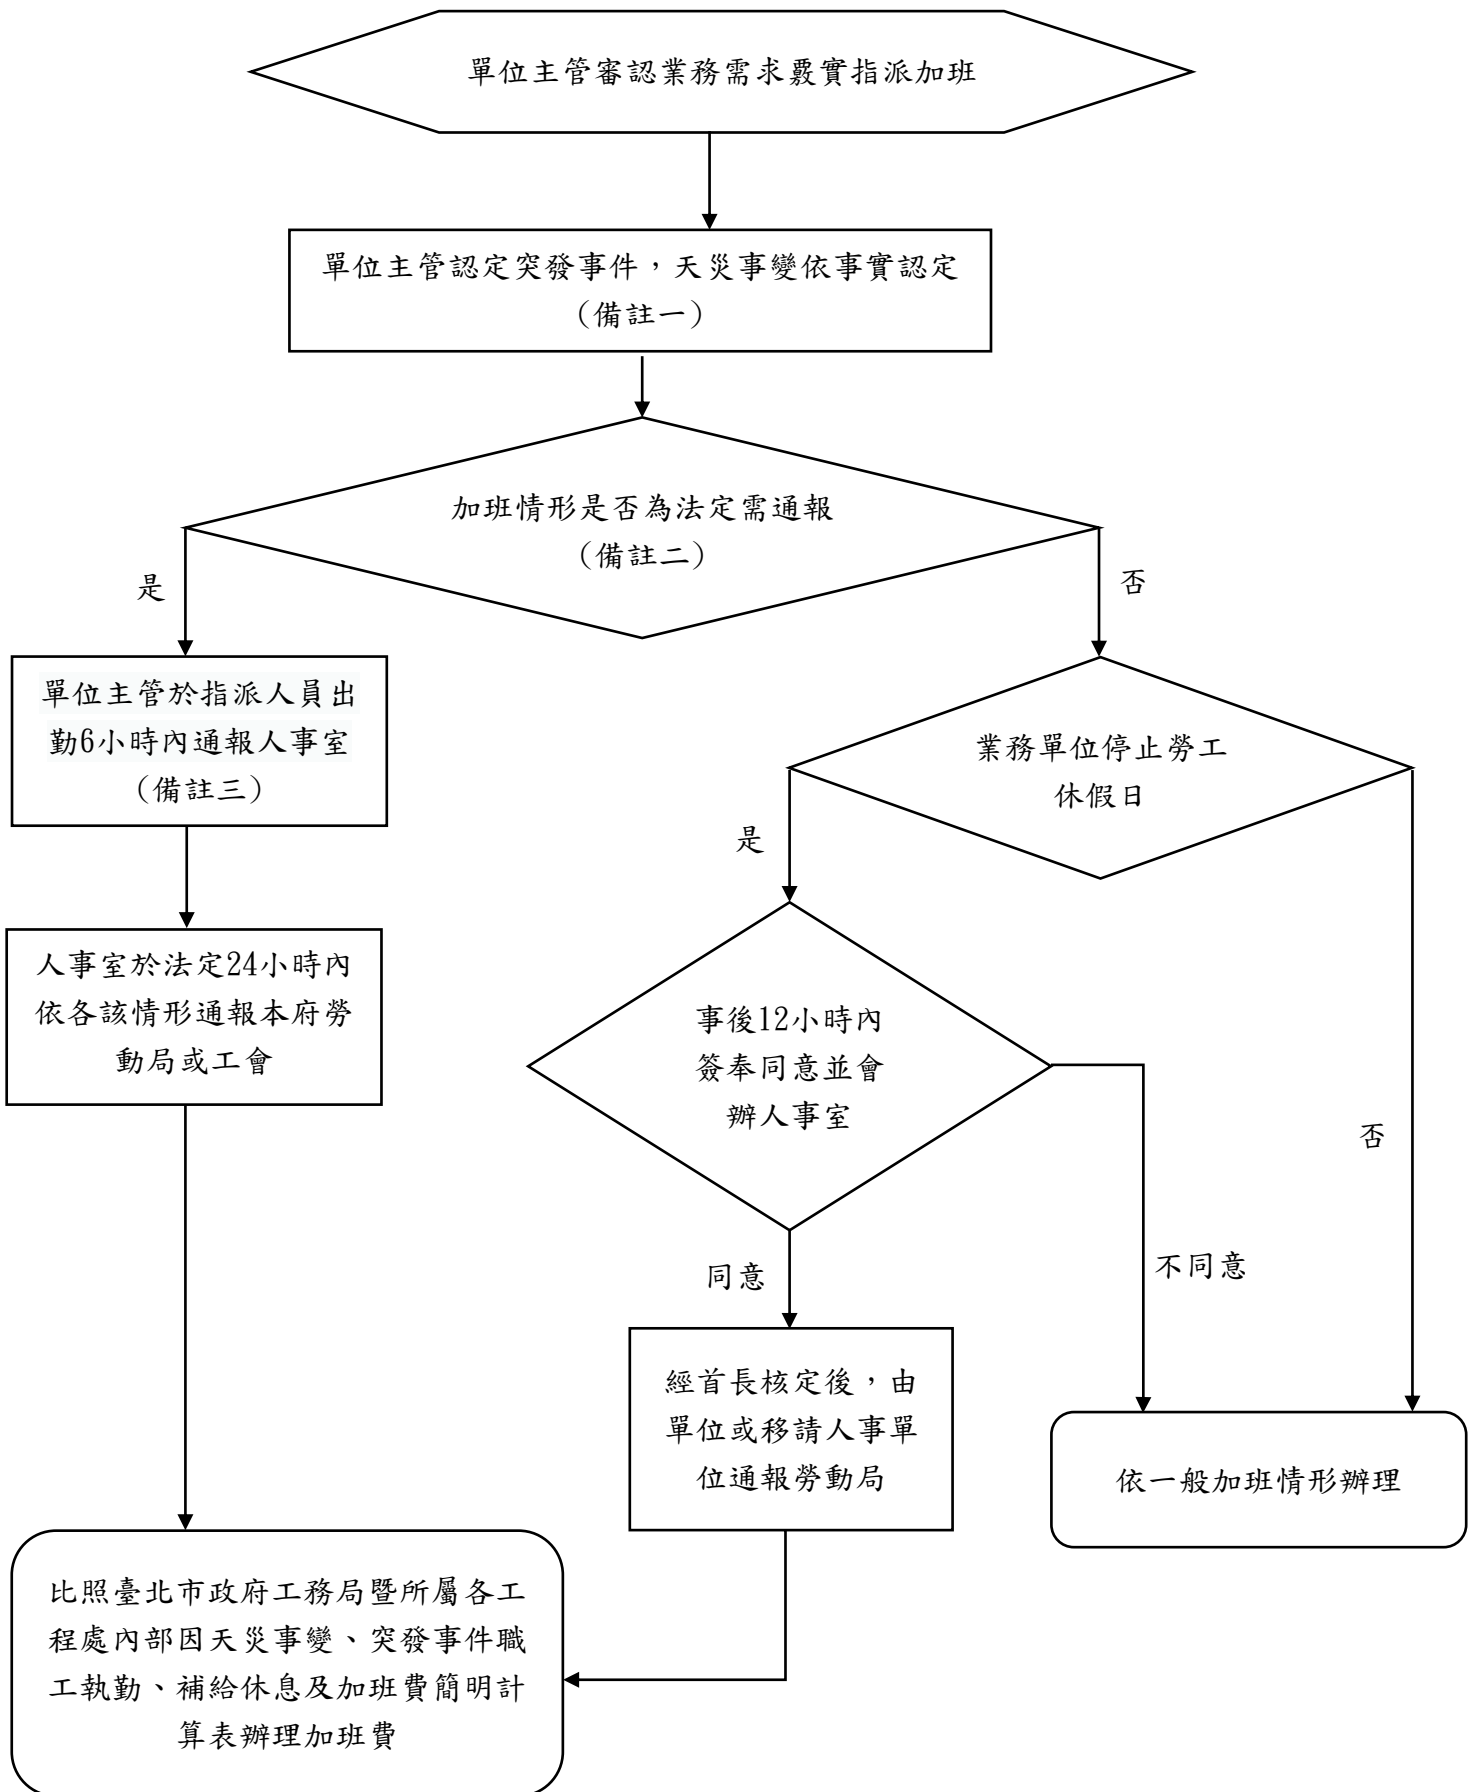 單位主管審認業務需求覈實指派加班
單位主管認定突發事件，天災事變依事實認定
（備註一）
加班情形是否為法定需通報
（備註二）
是
否
單位主管於指派人員出
勤6小時內通報人事室
（備註三）
業務單位停止勞工
休假日
是
人事室於法定24小時內
依各該情形通報本府勞
動局或工會
事後12小時內
簽奉同意並會
辦人事室
否
同意
不同意
經首長核定後，由
單位或移請人事單
位通報勞動局
依一般加班情形辦理
比照臺北市政府工務局暨所屬各工
程處內部因天災事變、突發事件職
工執勤、補給休息及加班費簡明計
算表辦理加班費